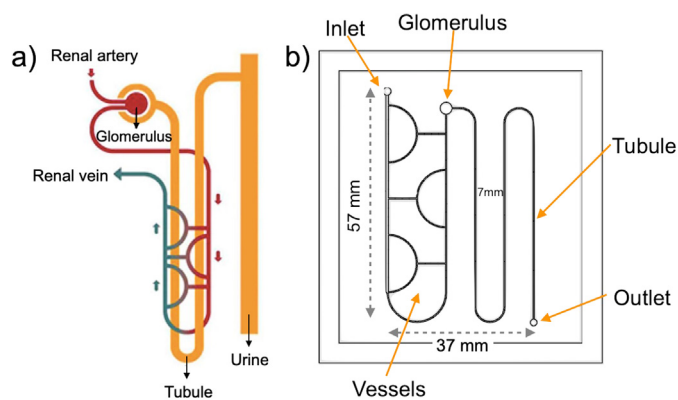 a)
Renal artery
Glomerulus
Renal vein
Urine
Tubule
b)
Inlet
Glomerulus
Tubule
7mm
57 mm
Outlet
37 mm
Vessels